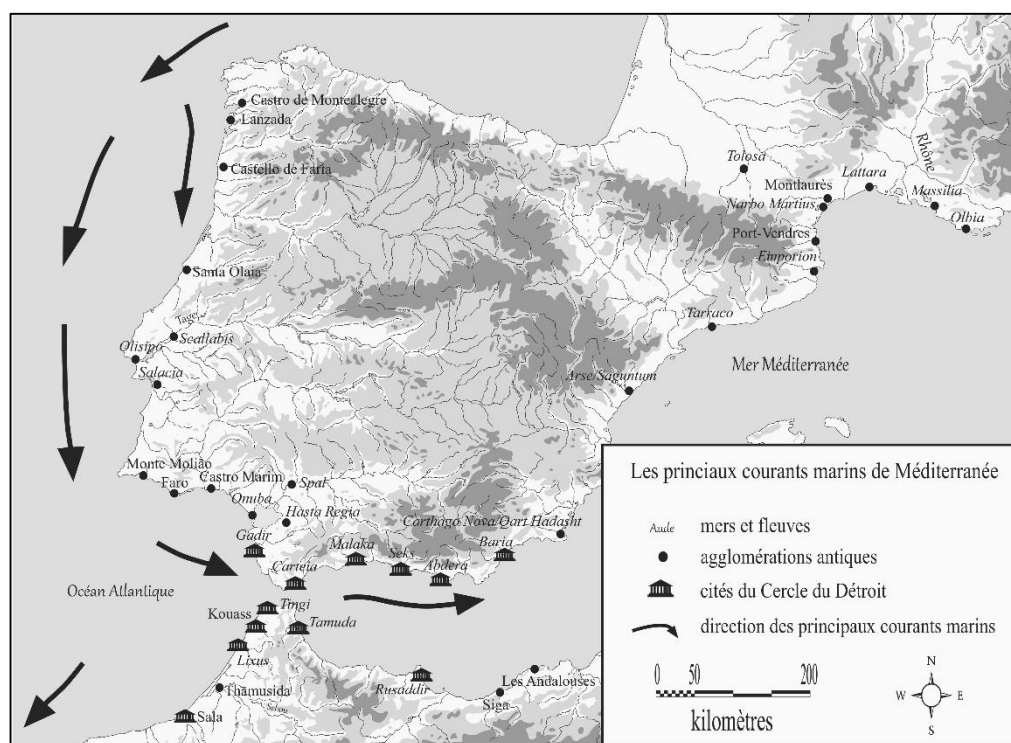 Castro de Montealegre
Lanzada
Castello de Faria
Santa Olaia
Tage
Scallabis
Olisipo
Salacia
Monte Molião
Faro
Castro Marim
Onuba
Spal
Hasta Regia
Gadir
Carteia
Malaka
Seks
Abdera
Baria
Carthago Nova/Qart Hadasht
Arse/Saguntum
Tarraco
Emporion
Port-Vendres
Narbo Martius
Montlaurès
Tolosa
Lattara
Rhône
Massilia
Olbia
Mer Méditerranée
Océan Atlantique
Tingi
Kouass
Tamuda
Lixus
Thamusida
Sebou
Sala
Rusaddir
Siga
Les Andalouses
Les princiaux courants marins de Méditerranée
Aude
mers et fleuves
agglomérations antiques
cités du Cercle du Détroit
direction des principaux courants marins
0 50 200
kilomètres
N
W E
S